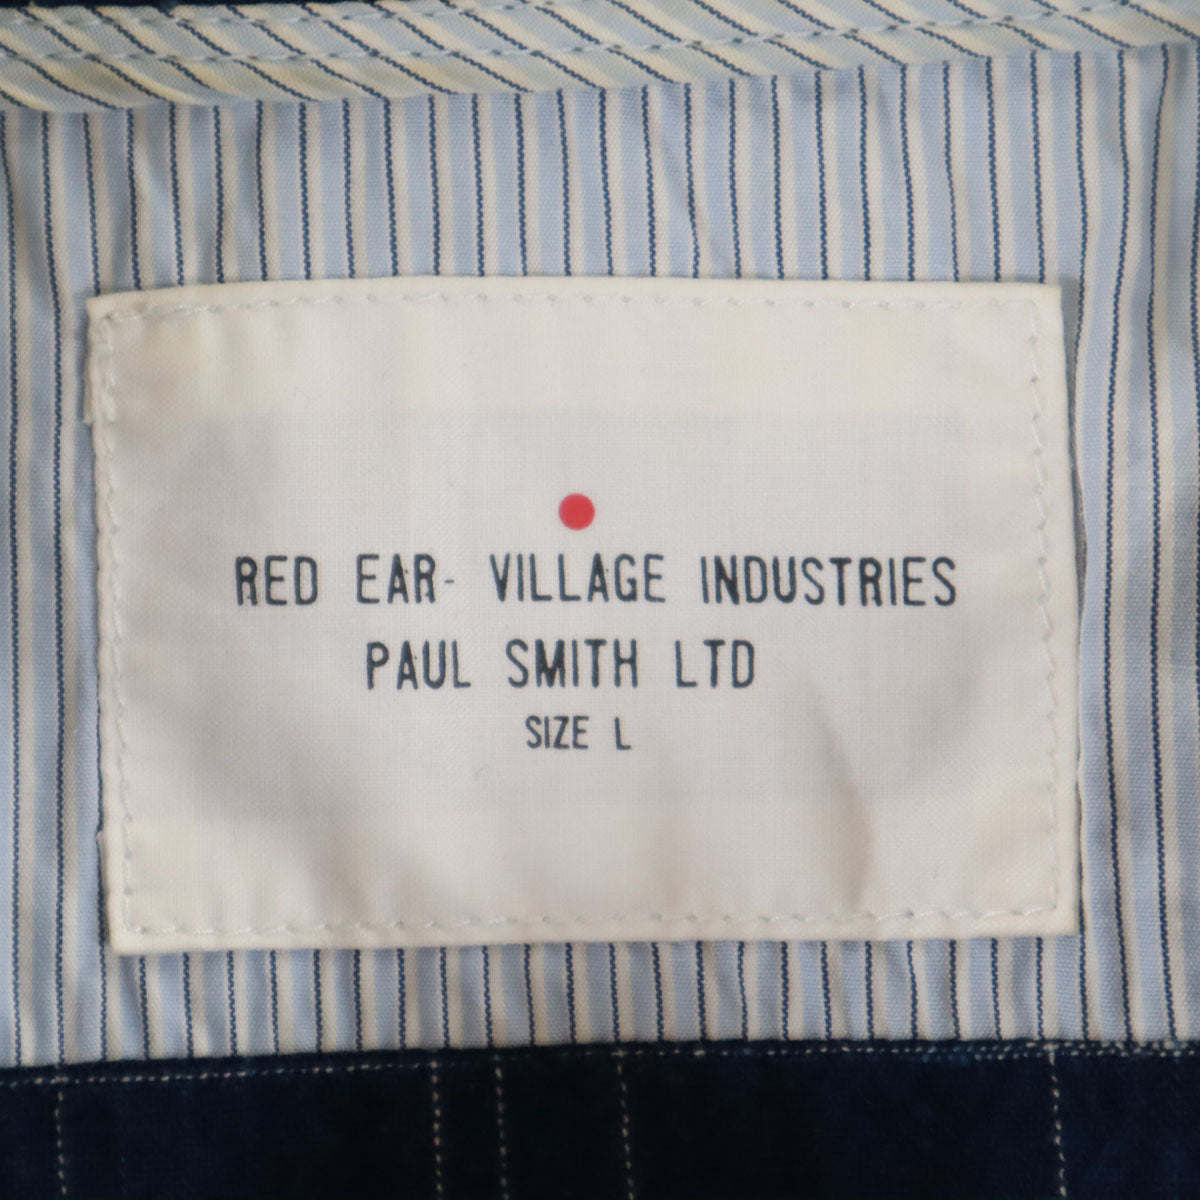 RED EAR- VILLAGE INDUSTRIES
PAUL SMITH LTD
SIZE L